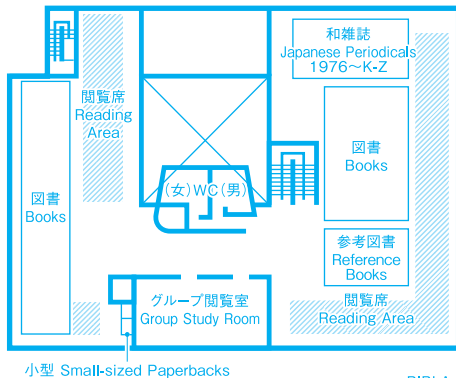 和雑誌
Japanese Periodicals
1976～K-Z
閲覧席
Reading
Area
図書
Books
(女)WC(男)
図書
Books
参考図書
Reference
Books
グループ閲覧室
Group Study Room
閲覧席
Reading Area
小型 Small-sized Paperbacks